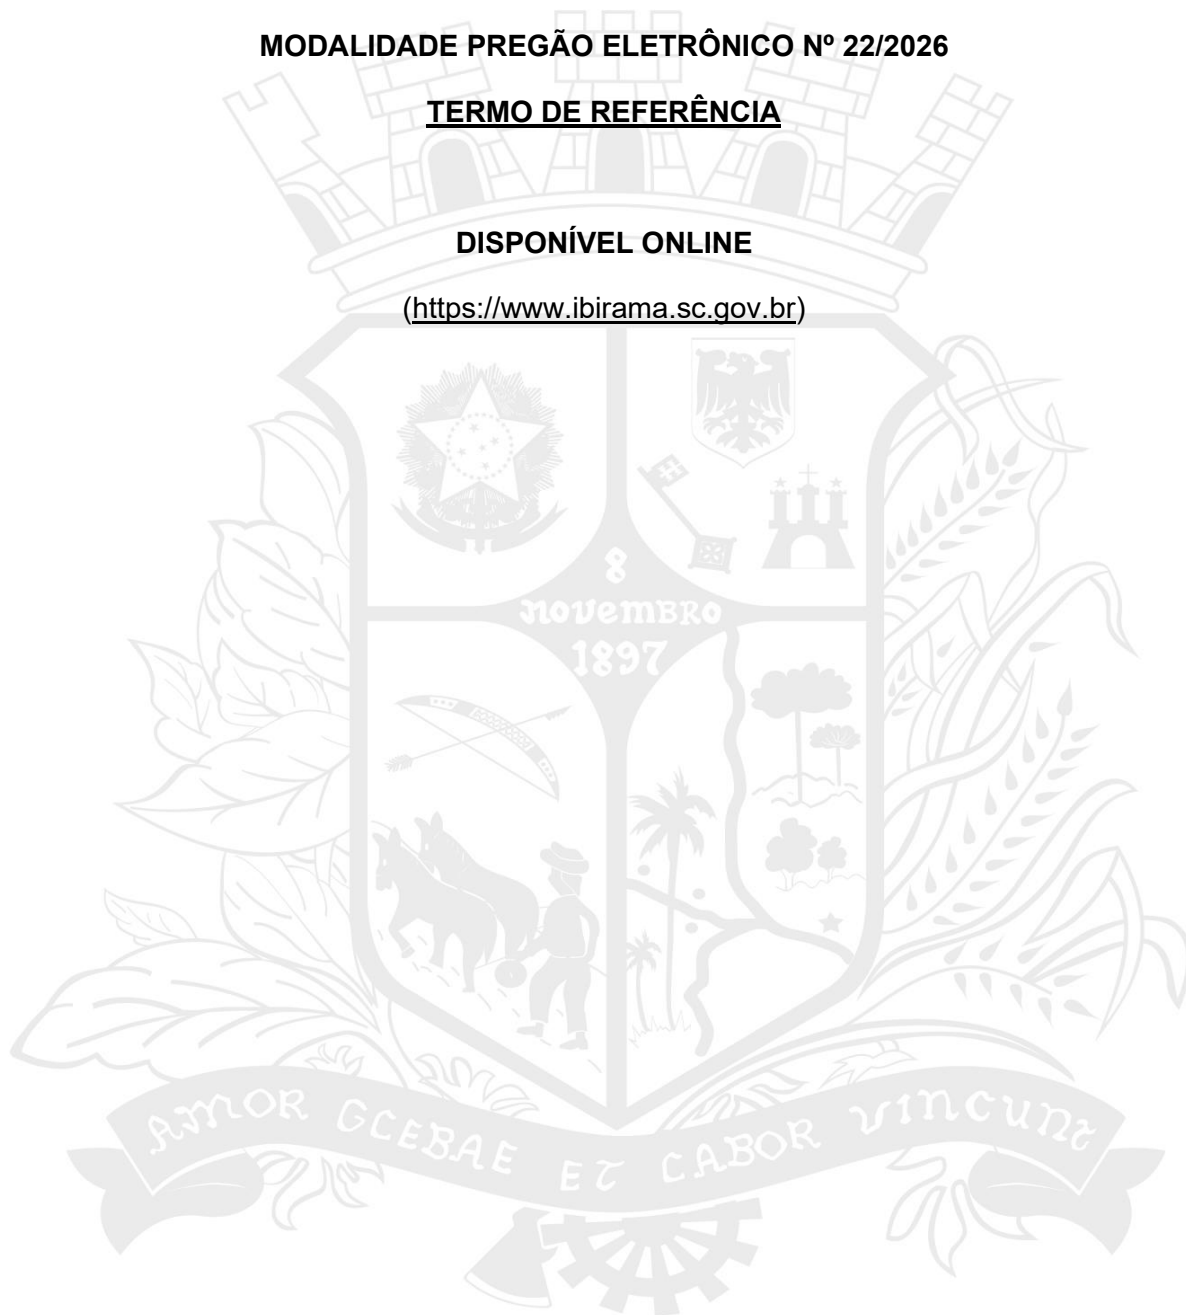 MODALIDADE PREGÃO ELETRÔNICO Nº 22/2026
TERMO DE REFERÊNCIA
DISPONÍVEL ONLINE
(https://www.ibirama.sc.gov.br)
8
NOVEMBRO
1897
AMOR GLEBAE ET LABOR VINCUNT